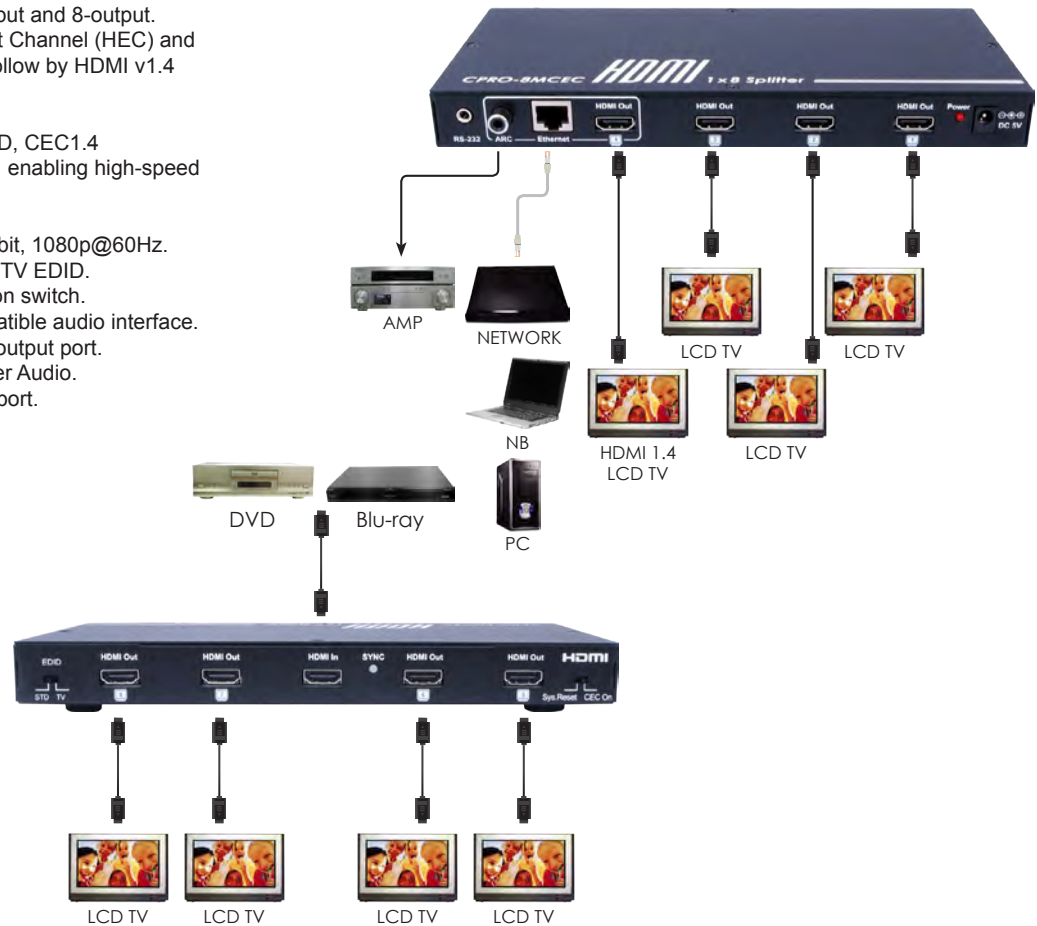 out and 8-output.
t Channel (HEC) and
ollow by HDMI v1.4
D, CEC1.4
enabling high-speed
bit, 1080p@60Hz.
TV EDID.
on switch.
atible audio interface.
output port.
er Audio.
port.
CPRO-8MCEC HDMI 1x8 Splitter
HDMI Out HDMI Out HDMI Out HDMI Out Power
RS-232 ARC Ethernet 1 DC 5V
AMP
NETWORK
LCD TV
LCD TV
NB
HDMI 1.4
LCD TV
LCD TV
DVD
Blu-ray
PC
EDID HDMI Out HDMI Out HDMI In SYNC HDMI Out HDMI Out HDMI
STD TV Sys.Reset CEC On
LCD TV
LCD TV
LCD TV
LCD TV